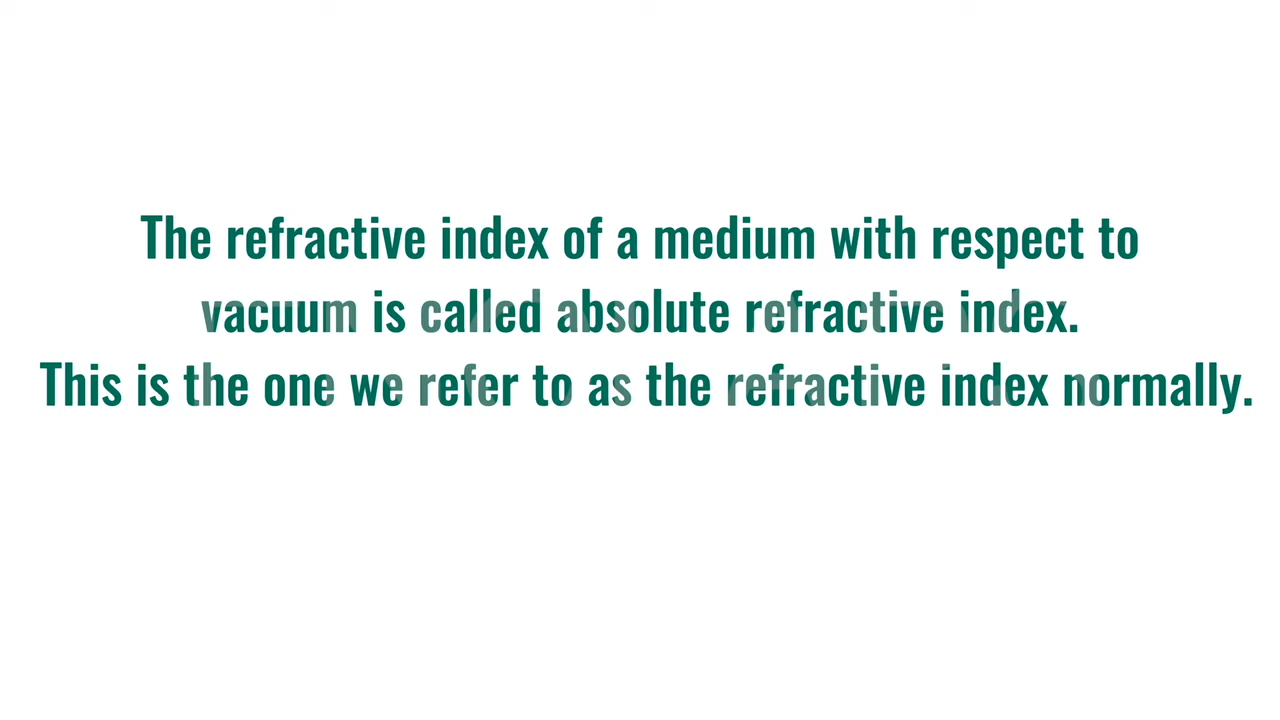 The refractive index of a medium with respect to
vacuum is called absolute refractive index.
This is the one we refer to as the refractive index normally.